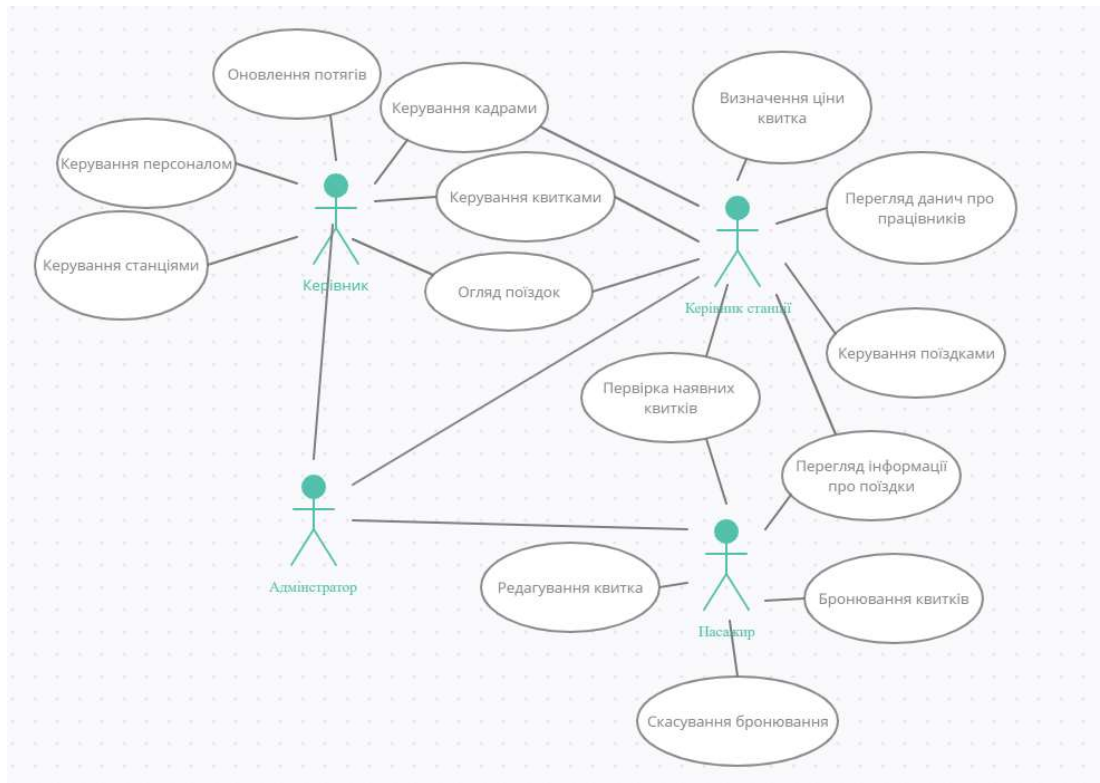 Оновлення потягів
Керування кадрами
Визначення ціни
квитка
Керування персоналом
Керування квитками
Перегляд данич про
працівників
Керування станціями
Керівник
Огляд поїздок
Керівник станції
Керування поїздками
Первірка наявних
квитків
Перегляд інформації
про поїздки
Адмінстратор
Редагування квитка
Бронювання квитків
Пасажир
Скасування бронювання